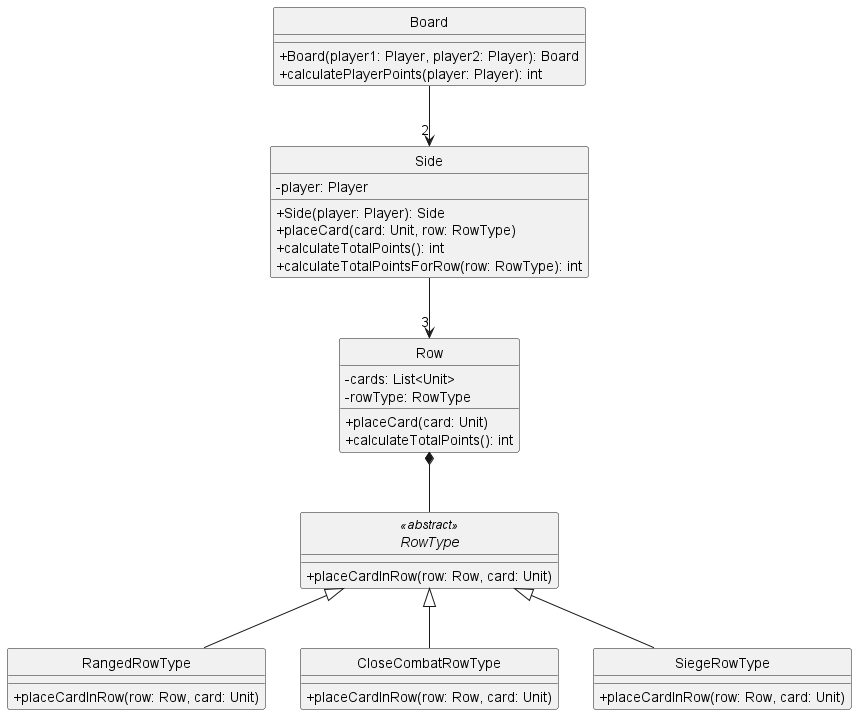 Board
+Board(player1: Player, player2: Player): Board
+calculatePlayerPoints(player: Player): int
2
Side
-player: Player
+Side(player: Player): Side
+placeCard(card: Unit, row: RowType)
+calculateTotalPoints(): int
+calculateTotalPointsForRow(row: RowType): int
3
Row
-cards: List<Unit>
-rowType: RowType
+placeCard(card: Unit)
+calculateTotalPoints(): int
«abstract»
RowType
+placeCardInRow(row: Row, card: Unit)
RangedRowType
+placeCardInRow(row: Row, card: Unit)
CloseCombatRowType
+placeCardInRow(row: Row, card: Unit)
SiegeRowType
+placeCardInRow(row: Row, card: Unit)